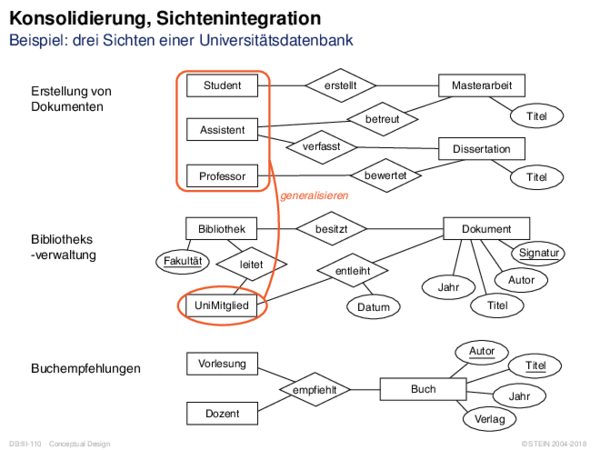 Konsolidierung, Sichtenintegration
Beispiel: drei Sichten einer Universitätsdatenbank
Erstellung von
Dokumenten
Student
erstellt
Masterarbeit
Titel
Assistent
betreut
verfasst
Dissertation
Titel
Professor
bewertet
generalisieren
Bibliotheks
-verwaltung
Bibliothek
besitzt
Dokument
Fakultät
leitet
entleiht
Signatur
Autor
Jahr
Titel
UniMitglied
Datum
Buchempfehlungen
Vorlesung
empfiehlt
Buch
Autor
Titel
Jahr
Verlag
Dozent
DB:III-110 Conceptual Design
© STEIN 2004-2018